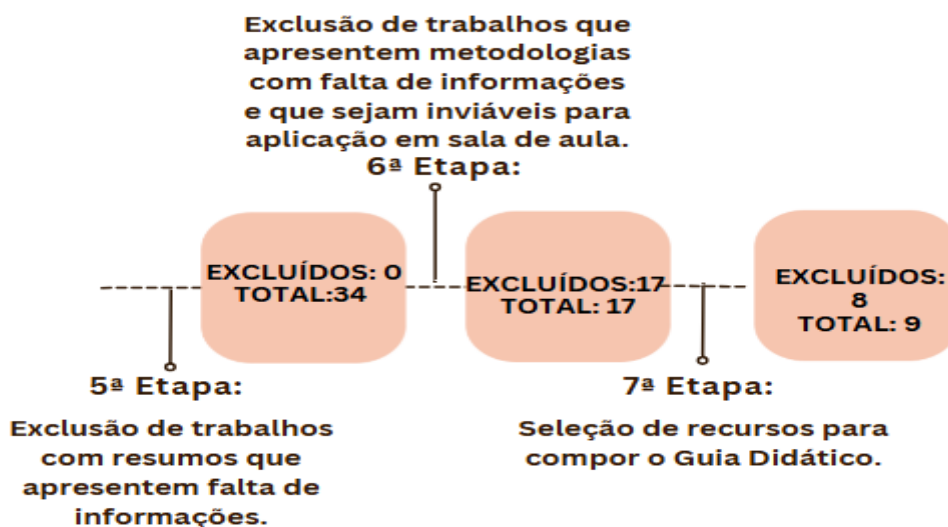 Exclusão de trabalhos que
apresentem metodologias
com falta de informações
e que sejam inviáveis para
aplicação em sala de aula.
6ª Etapa:
EXCLUÍDOS: 0
TOTAL:34
EXCLUÍDOS:17
TOTAL: 17
EXCLUÍDOS:
8
TOTAL: 9
5ª Etapa:
Exclusão de trabalhos
com resumos que
apresentem falta de
informações.
7ª Etapa:
Seleção de recursos para
compor o Guia Didático.